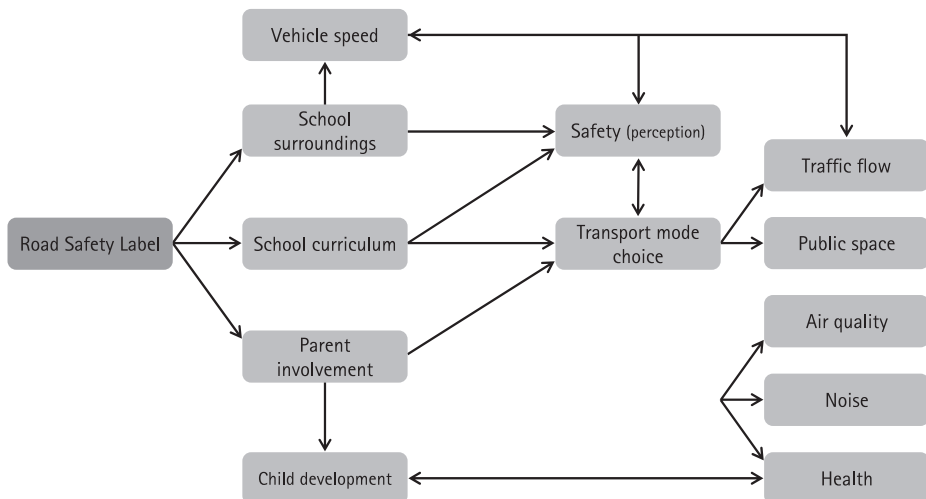 Vehicle speed
School
surroundings
Safety (perception)
Traffic flow
Road Safety Label
School curriculum
Transport mode
choice
Public space
Air quality
Parent
involvement
Noise
Child development
Health